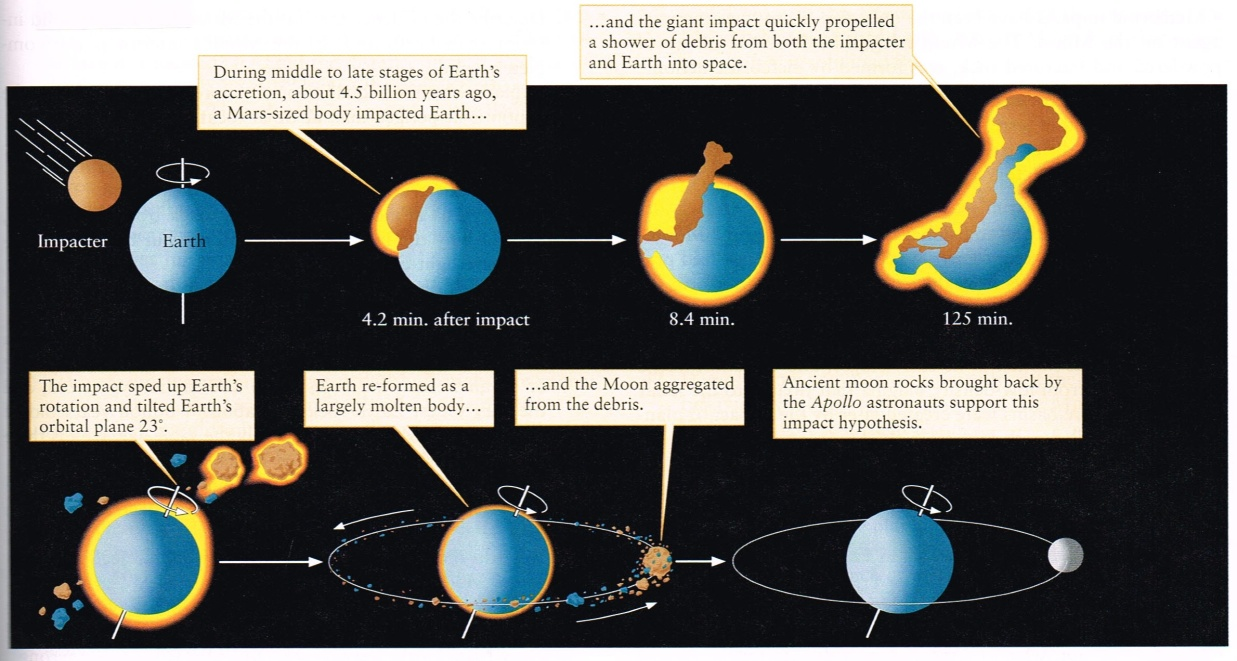 …and the giant impact quickly propelled
a shower of debris from both the impacter
and Earth into space.
During middle to late stages of Earth's
accretion, about 4.5 billion years ago,
a Mars-sized body impacted Earth…
Impacter
Earth
4.2 min. after impact
8.4 min.
125 min.
The impact sped up Earth's
rotation and tilted Earth's
orbital plane 23°.
Earth re-formed as a
largely molten body…
…and the Moon aggregated
from the debris.
Ancient moon rocks brought back by
the Apollo astronauts support this
impact hypothesis.